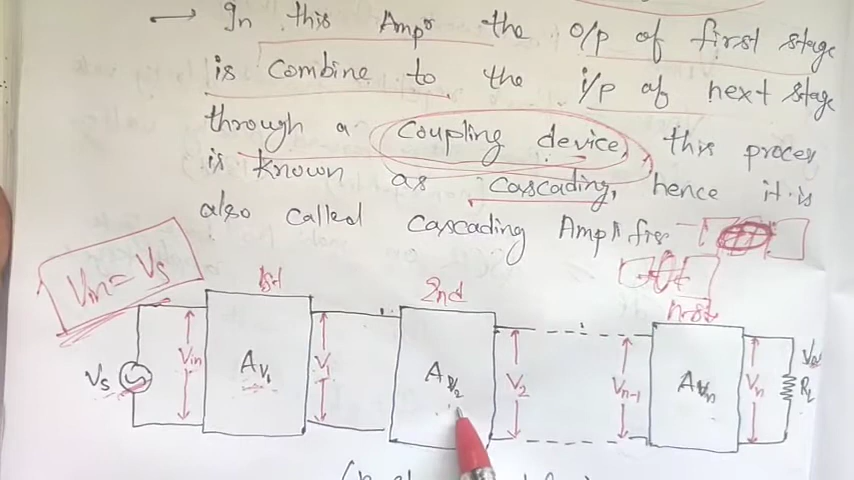 → In this Ampr the o/p of first stage
is combine to the i/p of next stage
through a coupling device, this proces
is known as cascading, hence it is
also called cascading Amplifier
Vin = Vs
1st
2nd
Vs
Vin
Av1
V1
Av2
V2
Vn-1
Avn
Vn
RL